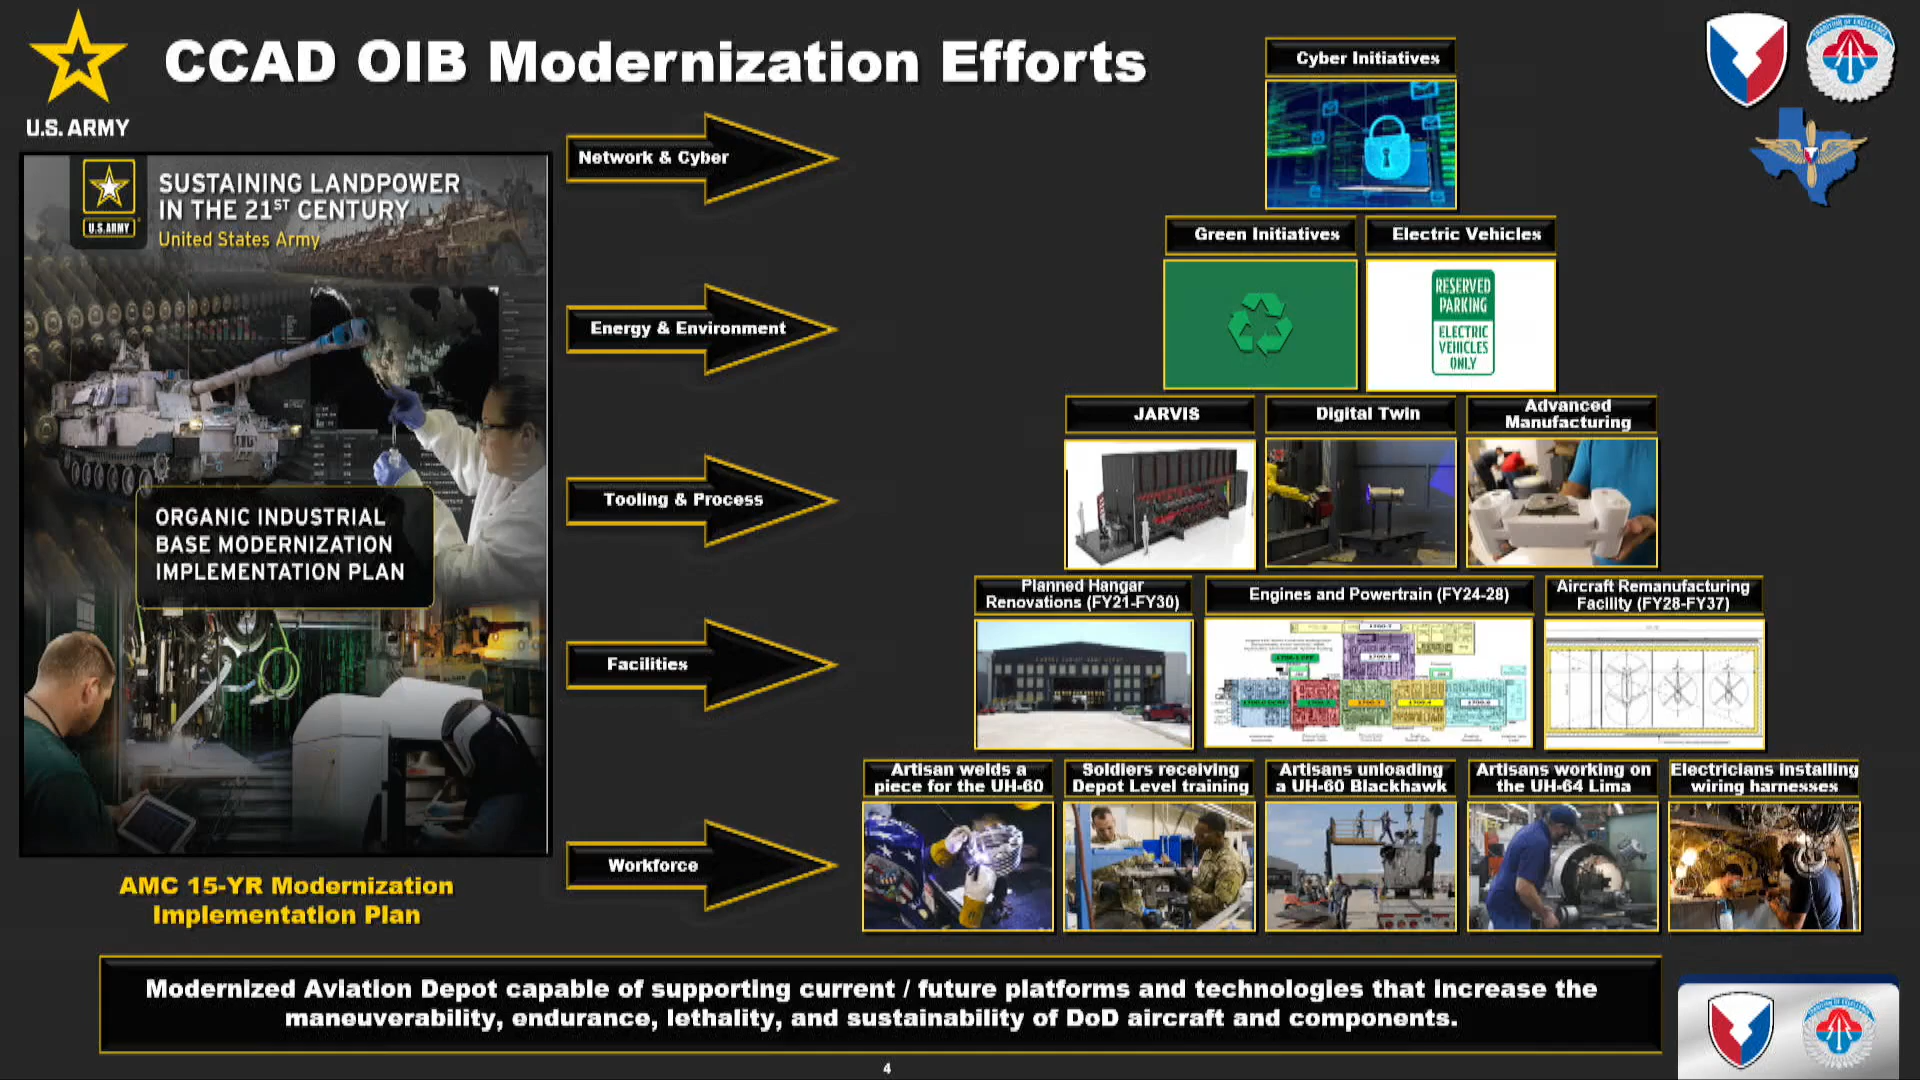 CCAD OIB Modernization Efforts
U.S. ARMY
SUSTAINING LANDPOWER
IN THE 21ST CENTURY
United States Army
U.S. ARMY
ORGANIC INDUSTRIAL
BASE MODERNIZATION
IMPLEMENTATION PLAN
AMC 15-YR Modernization
Implementation Plan
Network & Cyber
Cyber Initiatives
Energy & Environment
Green Initiatives
Electric Vehicles
RESERVED
PARKING
ELECTRIC
VEHICLES
ONLY
Tooling & Process
JARVIS
Digital Twin
Advanced
Manufacturing
Facilities
Planned Hangar
Renovations (FY21-FY30)
Engines and Powertrain (FY24-28)
Aircraft Remanufacturing
Facility (FY28-FY37)
Workforce
Artisan welds a
piece for the UH-60
Soldiers receiving
Depot Level training
Artisans unloading
a UH-60 Blackhawk
Artisans working on
the UH-64 Lima
Electricians installing
wiring harnesses
Modernized Aviation Depot capable of supporting current / future platforms and technologies that increase the
maneuverability, endurance, lethality, and sustainability of DoD aircraft and components.
4